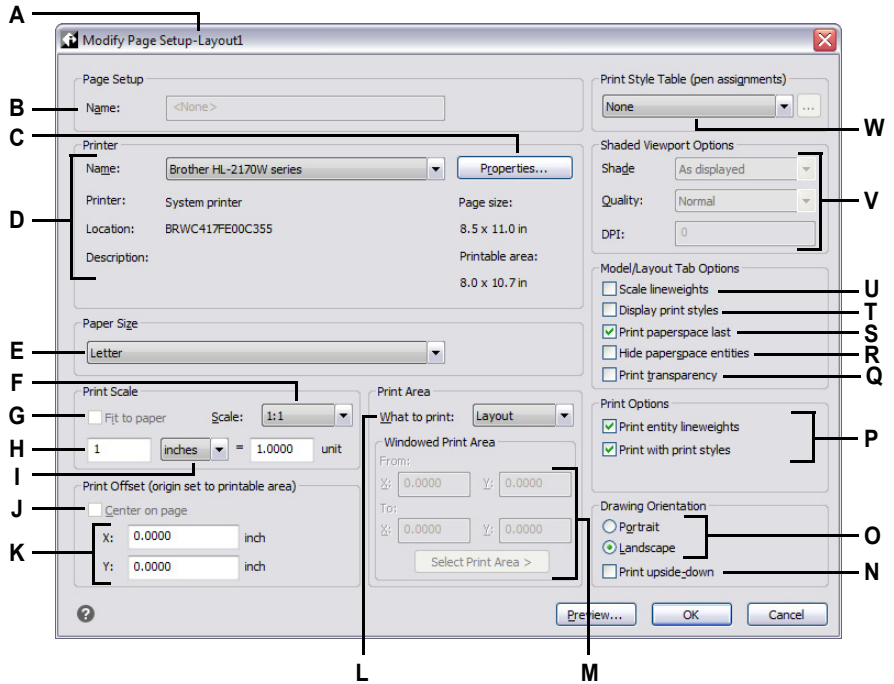 A
Modify Page Setup-Layout1
Page Setup
B
Name:
<None>
Print Style Table (pen assignments)
None
...
W
C
Printer
D
Name:
Brother HL-2170W series
Properties...
Printer:
System printer
Page size:
Location:
BRWC417FE00C355
8.5 x 11.0 in
Description:
Printable area:
8.0 x 10.7 in
Shaded Viewport Options
Shade
As displayed
Quality:
Normal
DPI:
0
V
Model/Layout Tab Options
Scale lineweights
U
Display print styles
T
Print paperspace last
S
Hide paperspace entities
R
Print transparency
Q
Paper Size
E
Letter
F
Print Scale
G
Fit to paper
Scale:
1:1
H
1
inches
=
1.0000
unit
I
Print Offset (origin set to printable area)
J
Center on page
K
X:
0.0000
inch
Y:
0.0000
inch
Print Area
L
What to print:
Layout
Windowed Print Area
From:
X:
0.0000
Y:
0.0000
To:
X:
0.0000
Y:
0.0000
Select Print Area >
M
Print Options
Print entity lineweights
Print with print styles
P
Drawing Orientation
Portrait
Landscape
O
Print upside-down
N
?
Preview...
OK
Cancel